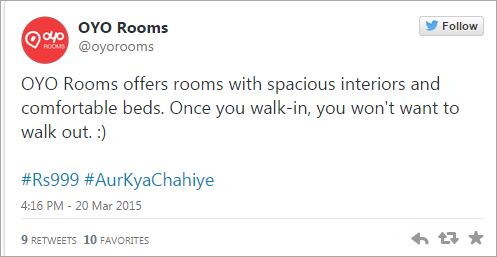 oyo
ROOMS
OYO Rooms
@oyorooms
Follow
OYO Rooms offers rooms with spacious interiors and
comfortable beds. Once you walk-in, you won't want to
walk out. :)
#Rs999 #AurKyaChahiye
4:16 PM - 20 Mar 2015
9 RETWEETS 10 FAVORITES